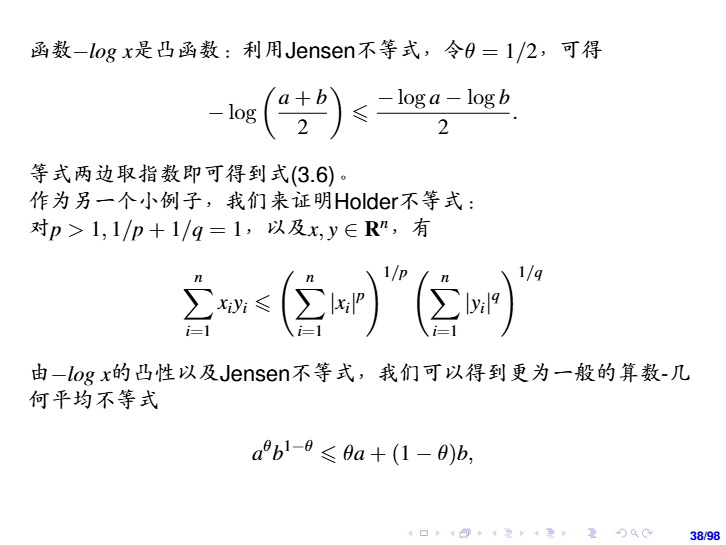 函数−log x是凸函数：利用Jensen不等式，令θ = 1/2，可得
− log ( (a + b)/2 ) ⩽ (− log a − log b)/2 .
等式两边取指数即可得到式(3.6)。
作为另一个小例子，我们来证明Holder不等式：
对p > 1, 1/p + 1/q = 1，以及x, y ∈ Rⁿ，有
∑_{i=1}^{n} x_i y_i ⩽ ( ∑_{i=1}^{n} |x_i|^p )^{1/p} ( ∑_{i=1}^{n} |y_i|^q )^{1/q}
由−log x的凸性以及Jensen不等式，我们可以得到更为一般的算数-几
何平均不等式
a^θ b^{1−θ} ⩽ θa + (1 − θ)b,
38/98